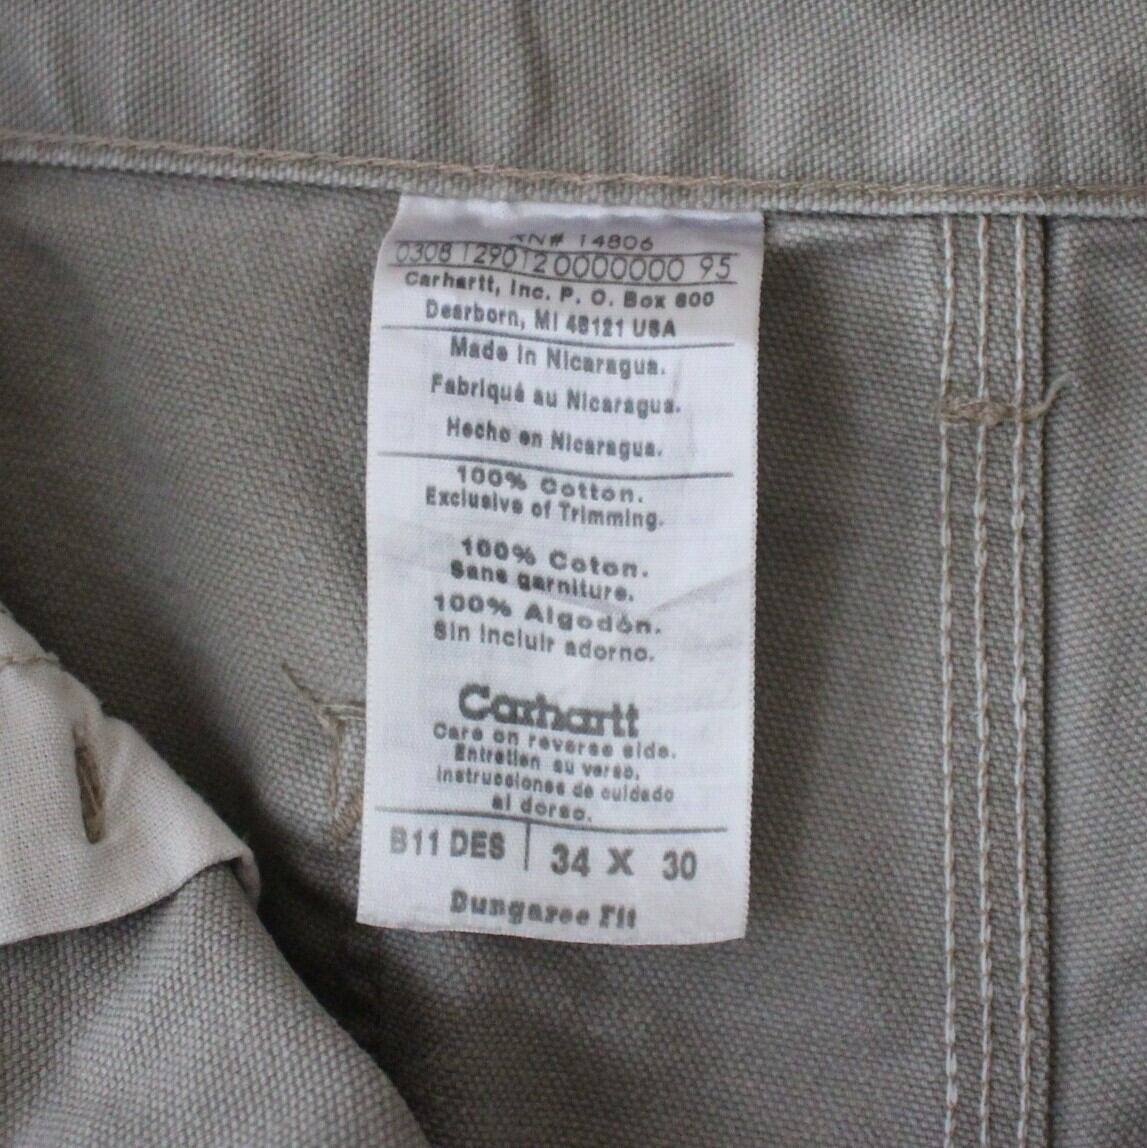 RN# 14806
0308 129012 0000000 95
Carhartt, Inc. P. O. Box 600
Dearborn, MI 48121 USA
Made in Nicaragua.
Fabriqué au Nicaragua.
Hecho en Nicaragua.
100% Cotton.
Exclusive of Trimming.
100% Coton.
Sans garniture.
100% Algodón.
Sin incluir adorno.
Carhartt
Care on reverse side.
Entretien au verso.
Instrucciones de cuidado
al dorso.
B11 DES 34 X 30
Dungaree Fit